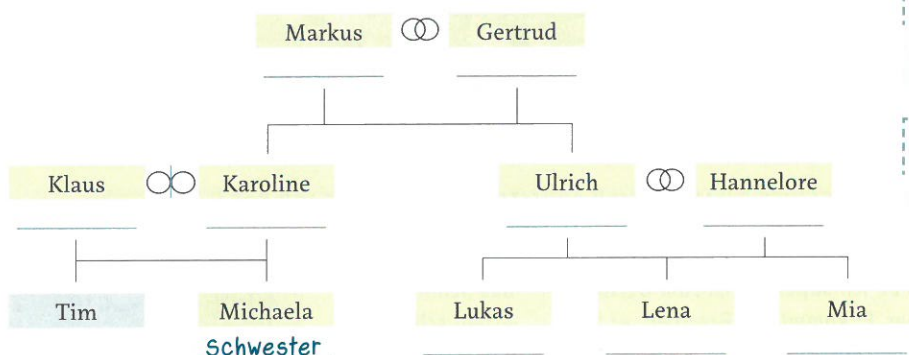 Markus Gertrud
Klaus Karoline Ulrich Hannelore
Tim Michaela Lukas Lena Mia
Schwester